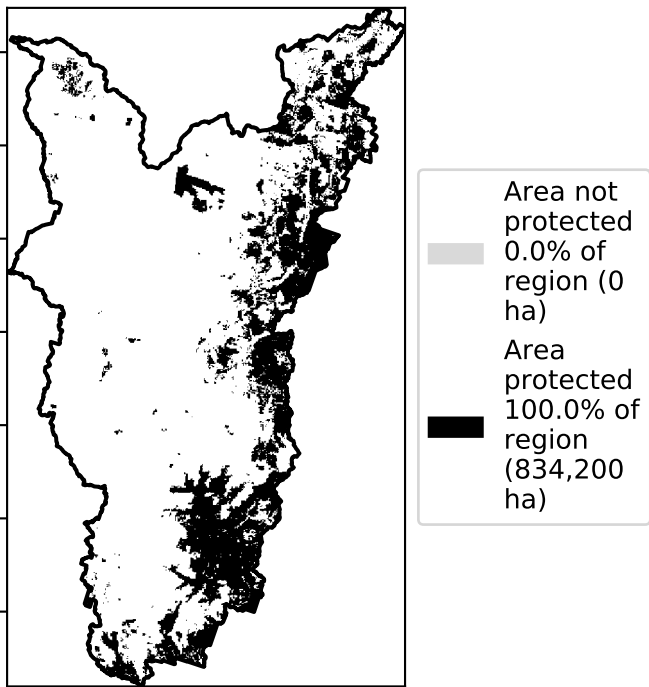 Area not
protected
0.0% of
region (0
ha)
Area
protected
100.0% of
region
(834,200
ha)